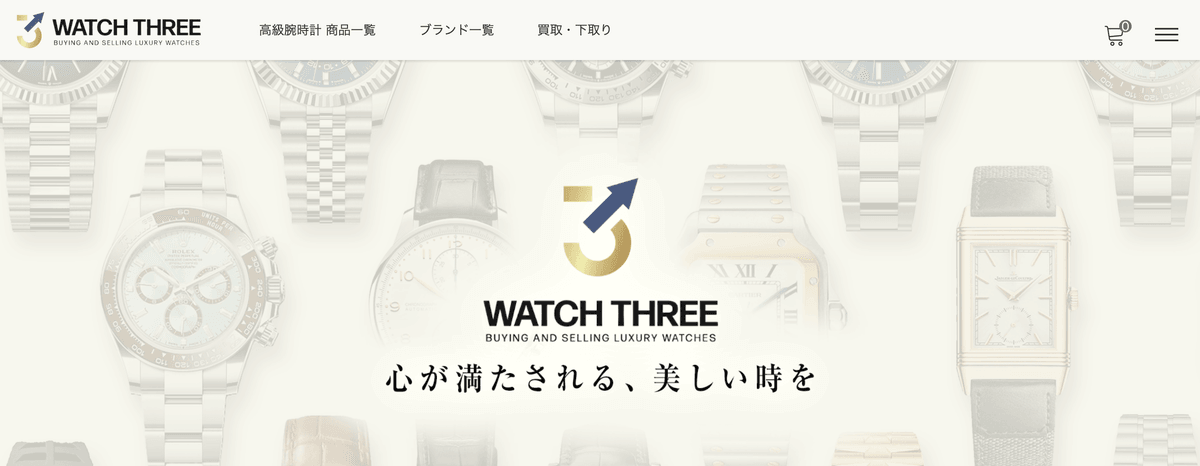 WATCH THREE
BUYING AND SELLING LUXURY WATCHES
高級腕時計 商品一覧
ブランド一覧
買取・下取り
0
3
WATCH THREE
BUYING AND SELLING LUXURY WATCHES
心が満たされる、美しい時を